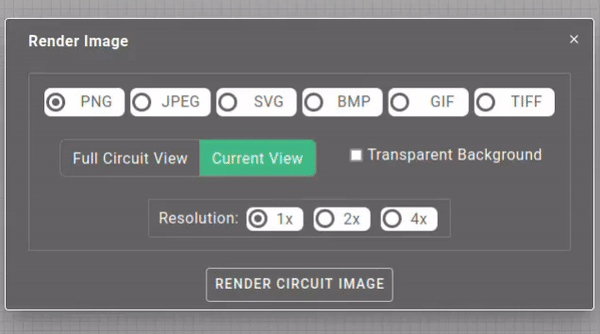 Render Image ×
PNG JPEG SVG BMP GIF TIFF
Full Circuit View Current View Transparent Background
Resolution: 1x 2x 4x
RENDER CIRCUIT IMAGE